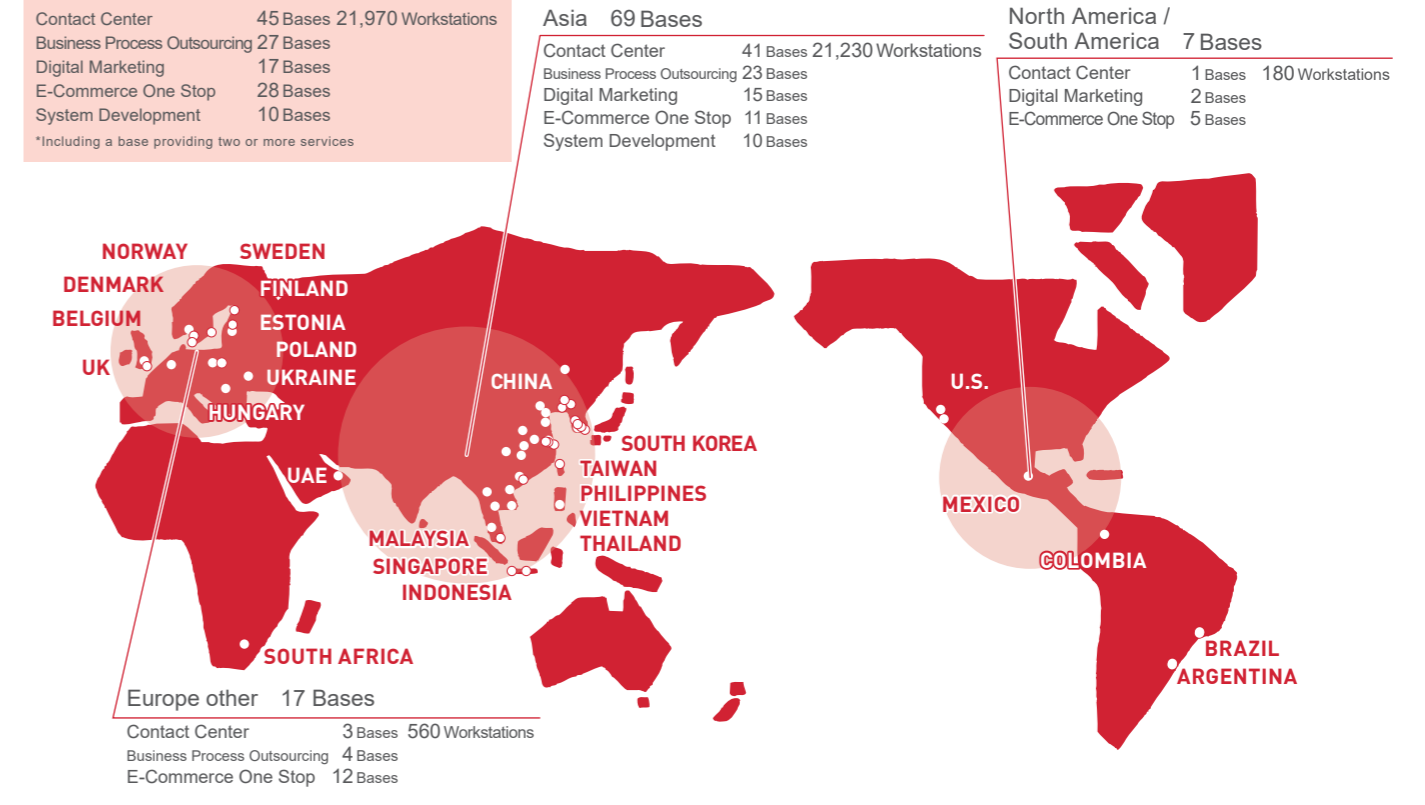 Contact Center 45 Bases 21,970 Workstations
Business Process Outsourcing 27 Bases
Digital Marketing 17 Bases
E-Commerce One Stop 28 Bases
System Development 10 Bases
*Including a base providing two or more services
Asia 69 Bases
Contact Center 41 Bases 21,230 Workstations
Business Process Outsourcing 23 Bases
Digital Marketing 15 Bases
E-Commerce One Stop 11 Bases
System Development 10 Bases
North America /
South America 7 Bases
Contact Center 1 Bases 180 Workstations
Digital Marketing 2 Bases
E-Commerce One Stop 5 Bases
NORWAY
SWEDEN
DENMARK
FINLAND
BELGIUM
ESTONIA
POLAND
UK
UKRAINE
HUNGARY
CHINA
UAE
SOUTH KOREA
TAIWAN
PHILIPPINES
VIETNAM
THAILAND
MALAYSIA
SINGAPORE
INDONESIA
SOUTH AFRICA
U.S.
MEXICO
COLOMBIA
BRAZIL
ARGENTINA
Europe other 17 Bases
Contact Center 3 Bases 560 Workstations
Business Process Outsourcing 4 Bases
E-Commerce One Stop 12 Bases